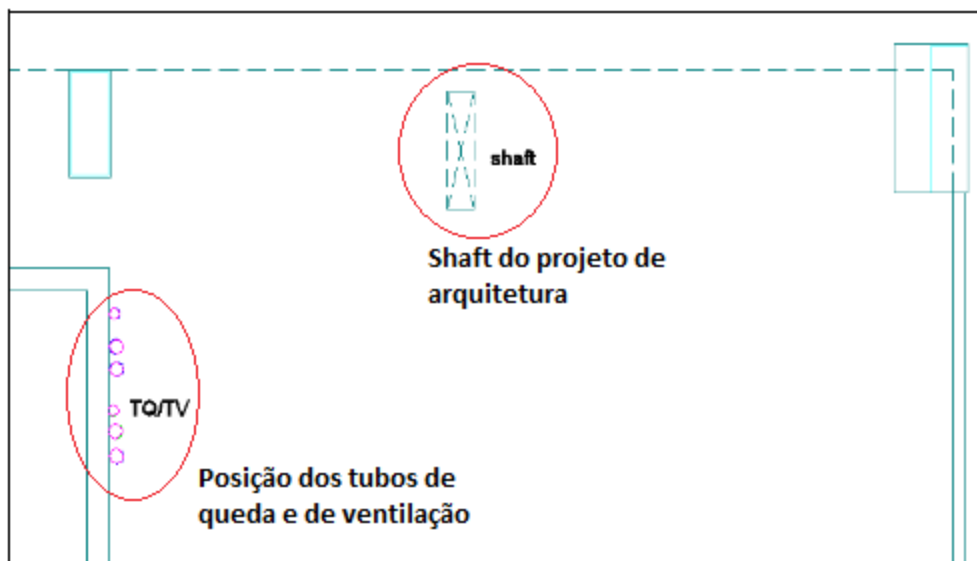 shaft
Shaft do projeto de
arquitetura
TQ/TV
Posição dos tubos de
queda e de ventilação